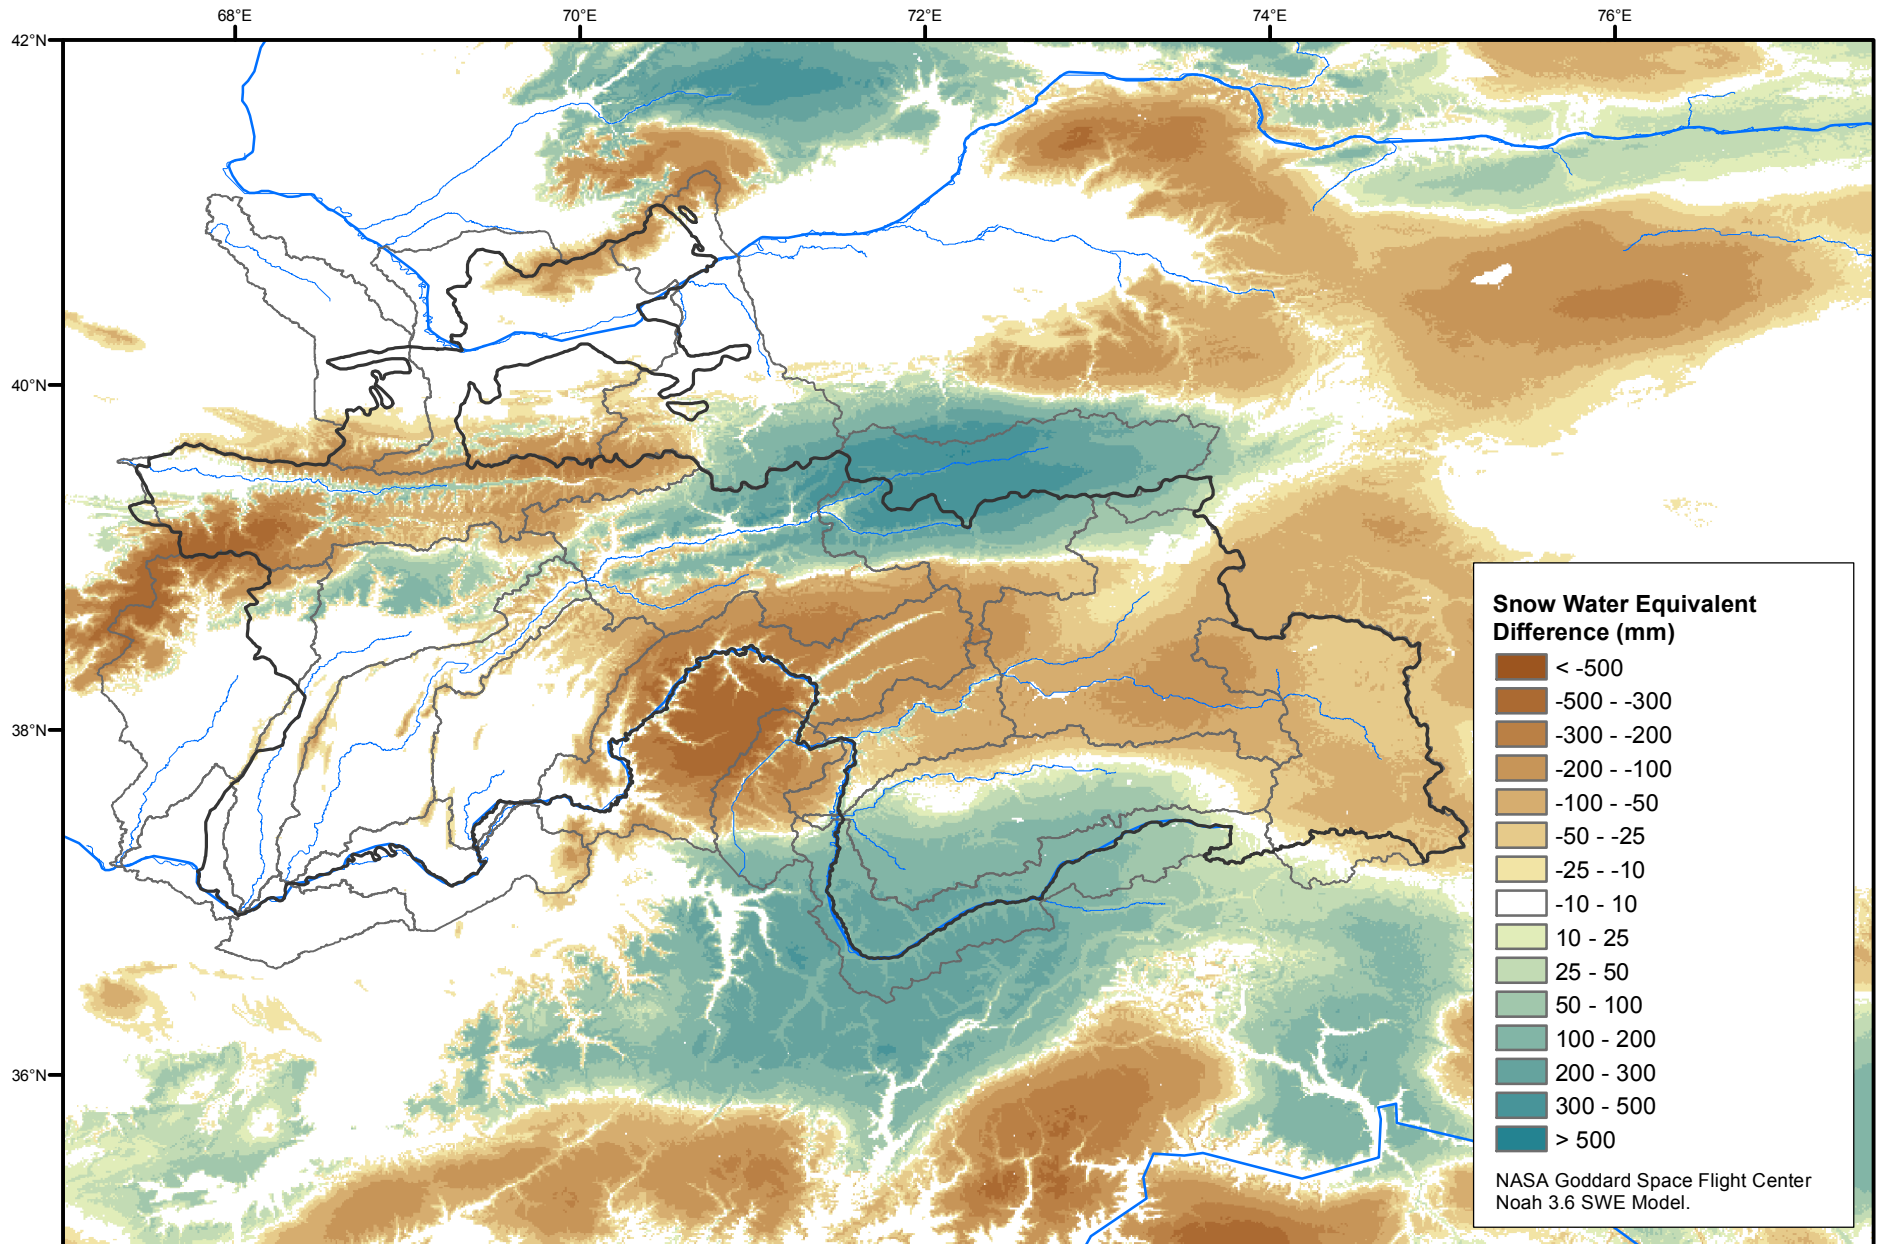 68°E
70°E
72°E
74°E
76°E
42°N
40°N
38°N
36°N
Snow Water Equivalent
Difference (mm)
< -500
-500 - -300
-300 - -200
-200 - -100
-100 - -50
-50 - -25
-25 - -10
-10 - 10
10 - 25
25 - 50
50 - 100
100 - 200
200 - 300
300 - 500
> 500
NASA Goddard Space Flight Center
Noah 3.6 SWE Model.